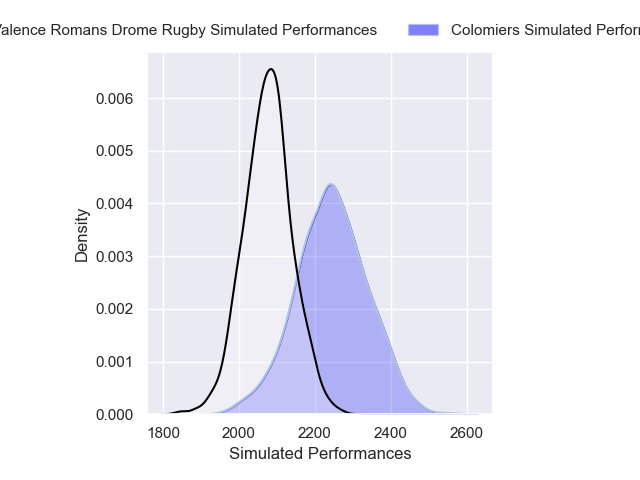 Valence Romans Drome Rugby Simulated Performances Colomiers Simulated
0.006
0.005
0.004
0.003
0.002
0.001
0.000
Density
1800 2000 2200 2400 2600
Simulated Performances